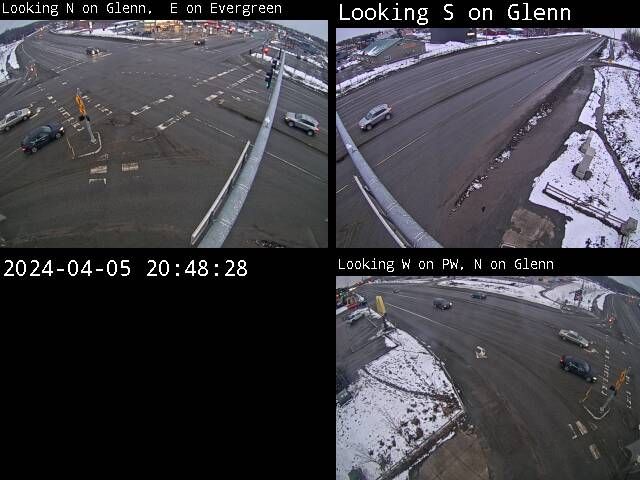 Looking N on Glenn,  E on Evergreen
Looking S on Glenn
2024-04-05 20:48:28
Looking W on PW, N on Glenn